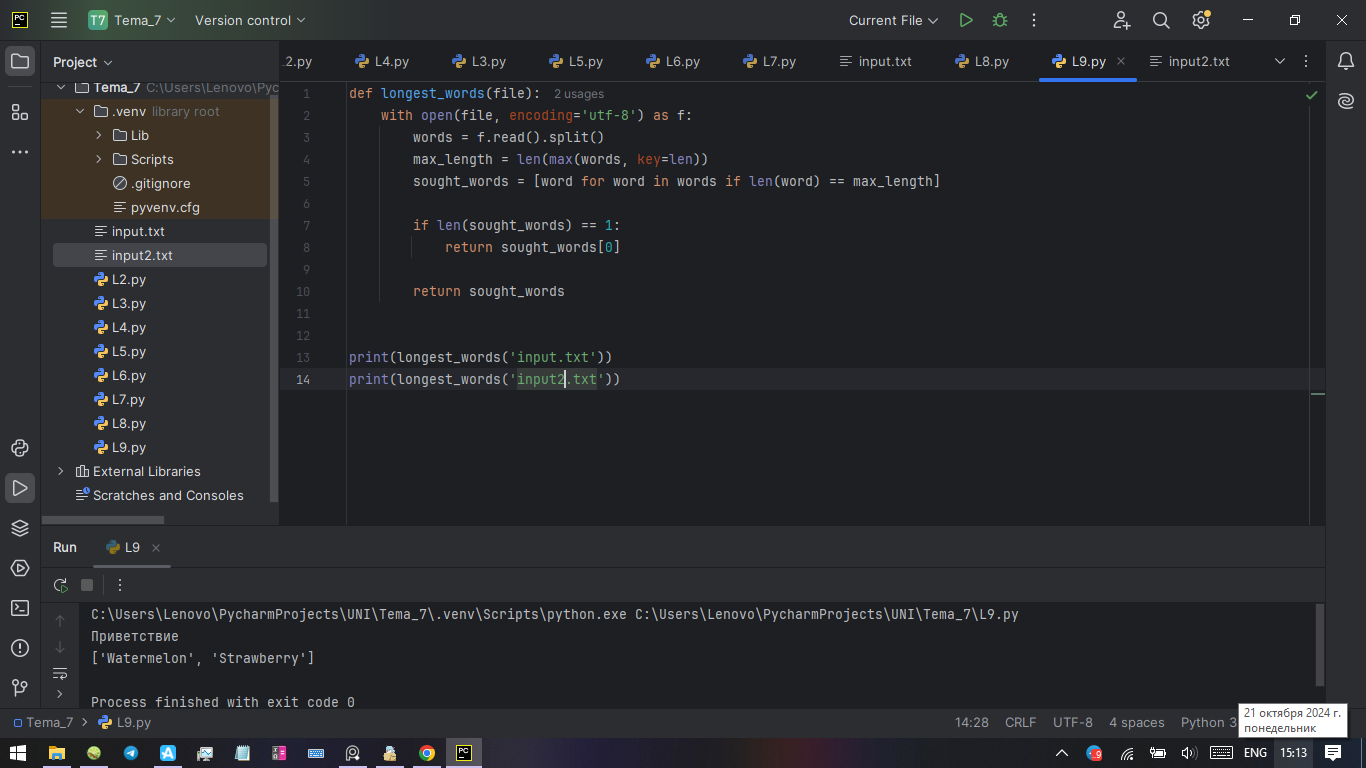 PC T7 Tema_7 Version control Current File
Project
.2.py L4.py L3.py L5.py L6.py L7.py input.txt L8.py L9.py input2.txt
Tema_7 C:\Users\Lenovo\Pyc
.venv library root
Lib
Scripts
.gitignore
pyvenv.cfg
input.txt
input2.txt
L2.py
L3.py
L4.py
L5.py
L6.py
L7.py
L8.py
L9.py
External Libraries
Scratches and Consoles
1 def longest_words(file): 2 usages
2 with open(file, encoding='utf-8') as f:
3 words = f.read().split()
4 max_length = len(max(words, key=len))
5 sought_words = [word for word in words if len(word) == max_length]
6
7 if len(sought_words) == 1:
8 return sought_words[0]
9
10 return sought_words
11
12
13 print(longest_words('input.txt'))
14 print(longest_words('input2.txt'))
Run L9
C:\Users\Lenovo\PycharmProjects\UNI\Tema_7\.venv\Scripts\python.exe C:\Users\Lenovo\PycharmProjects\UNI\Tema_7\L9.py
Приветствие
['Watermelon', 'Strawberry']
Process finished with exit code 0
Tema_7 L9.py 14:28 CRLF UTF-8 4 spaces Python 3
21 октября 2024 г.
понедельник
PC ENG 15:13